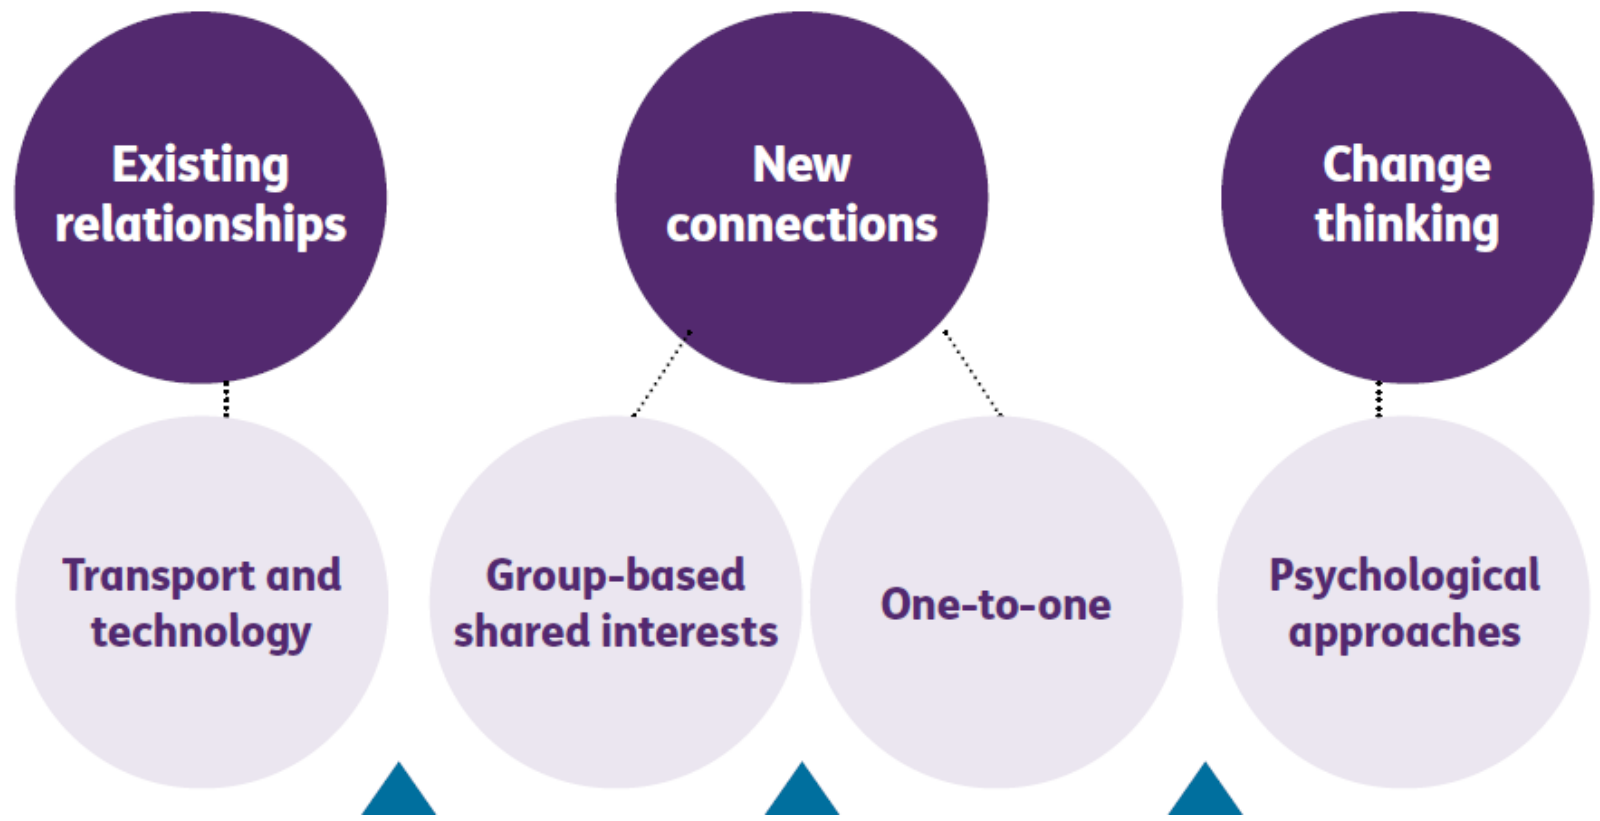 Existing
relationships
New
connections
Change
thinking
Transport and
technology
Group-based
shared interests
One-to-one
Psychological
approaches